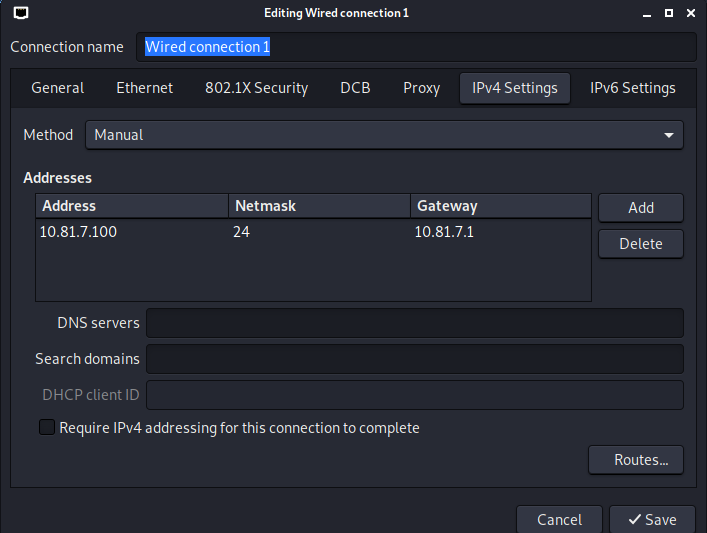 Editing Wired connection 1
Connection name Wired connection 1
General Ethernet 802.1X Security DCB Proxy IPv4 Settings IPv6 Settings
Method Manual
Addresses
Address Netmask Gateway
10.81.7.100 24 10.81.7.1
Add
Delete
DNS servers
Search domains
DHCP client ID
Require IPv4 addressing for this connection to complete
Routes...
Cancel Save